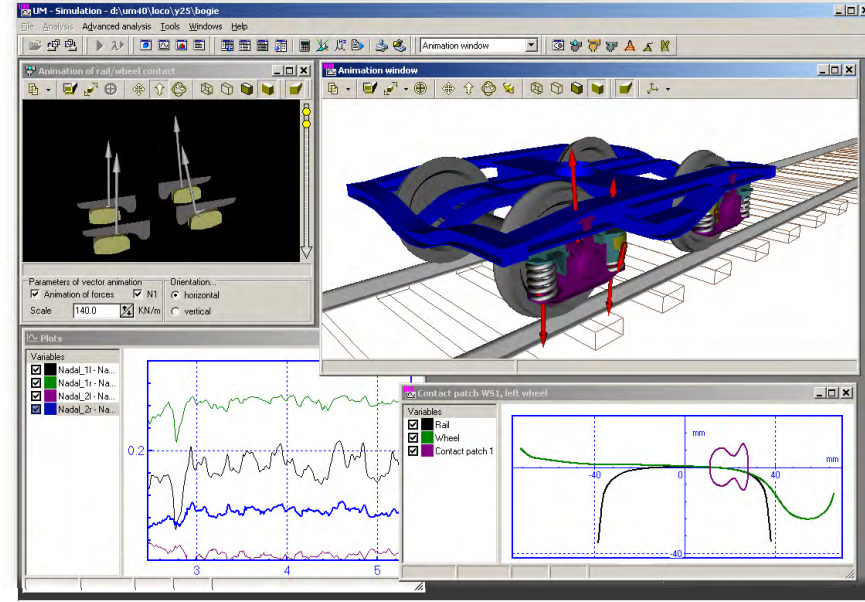 UM - Simulation - d:\um40\loco\y25\bogie
File Analysis Advanced analysis Tools Windows Help
Animation window
Animation of rail/wheel contact
Animation window
Parameters of vector animation
Orientation...
Animation of forces
N1
horizontal
Scale
140.0
KN/m
vertical
Plots
Variables
Nadal_1l - Na...
Nadal_1r - Na...
Nadal_2l - Na...
Nadal_2r - Na...
0.2
3
4
5
Contact patch WS1, left wheel
Variables
Rail
Wheel
Contact patch 1
mm
mm
-40
0
40
-40